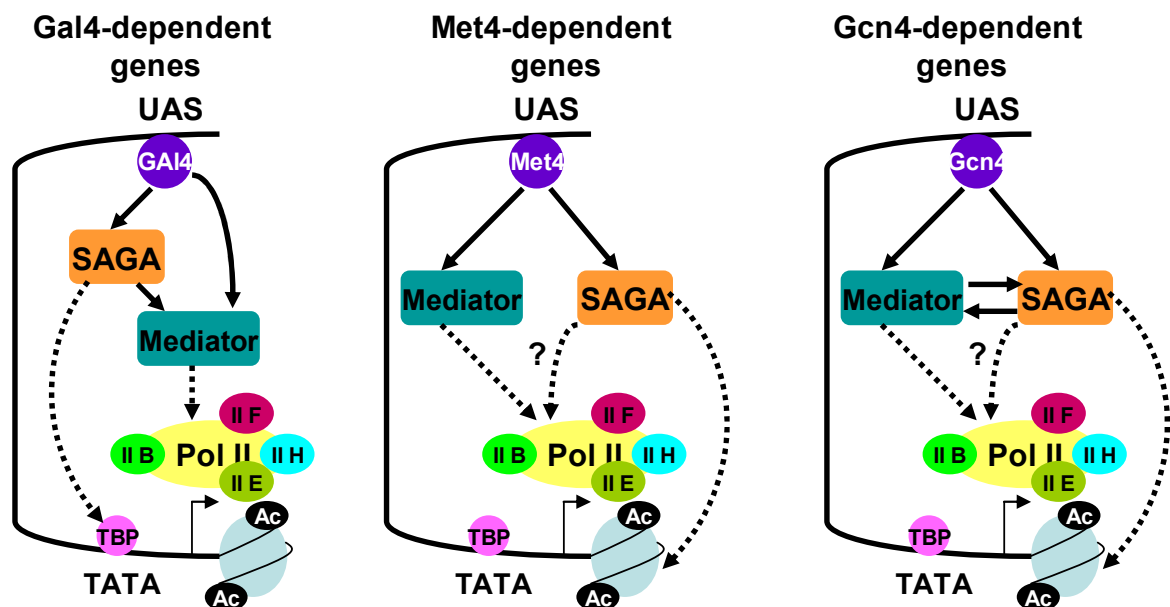 Gal4-dependent
genes
UAS
GAl4
SAGA
Mediator
II F
II B
Pol II
II H
II E
Ac
TBP
TATA
Ac
Met4-dependent
genes
UAS
Met4
Mediator
SAGA
?
II F
II B
Pol II
II H
II E
Ac
TBP
TATA
Ac
Gcn4-dependent
genes
UAS
Gcn4
Mediator
SAGA
?
II F
II B
Pol II
II H
II E
Ac
TBP
TATA
Ac